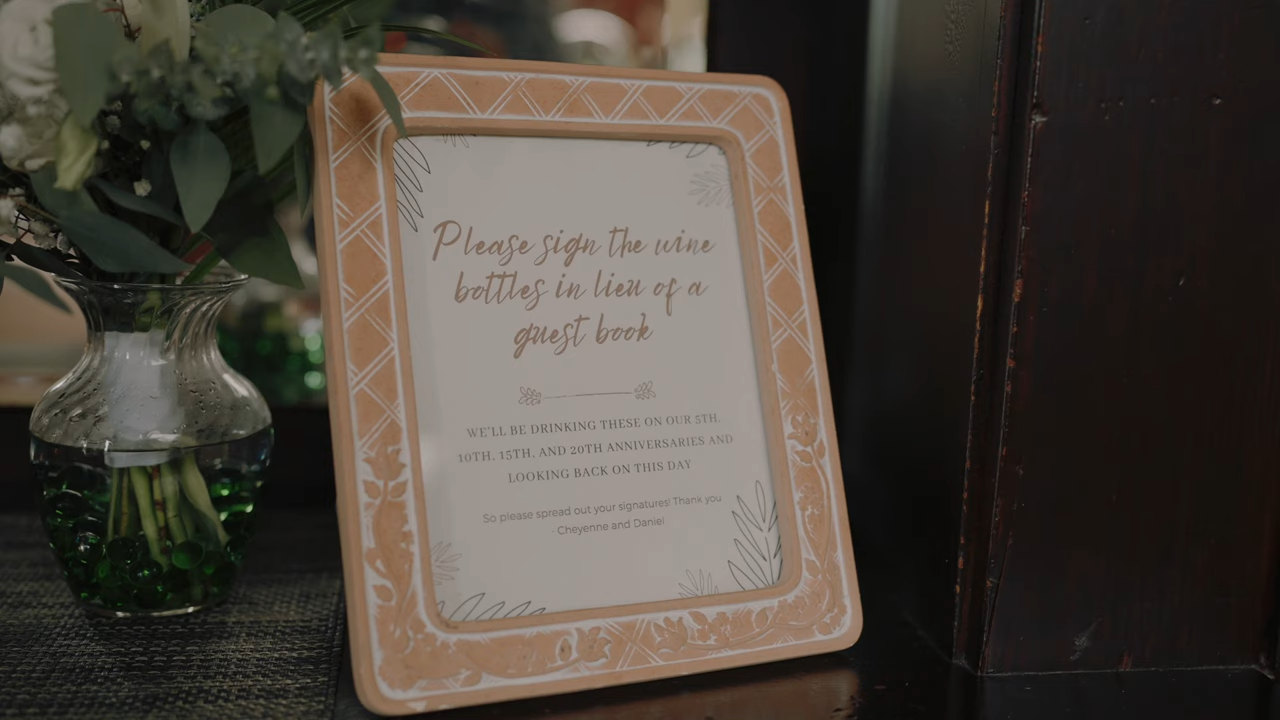 Please sign the wine
bottles in lieu of a
guest book
WE'LL BE DRINKING THESE ON OUR 5TH,
10TH, 15TH, AND 20TH ANNIVERSARIES AND
LOOKING BACK ON THIS DAY
So please spread out your signatures! Thank you
- Cheyenne and Daniel